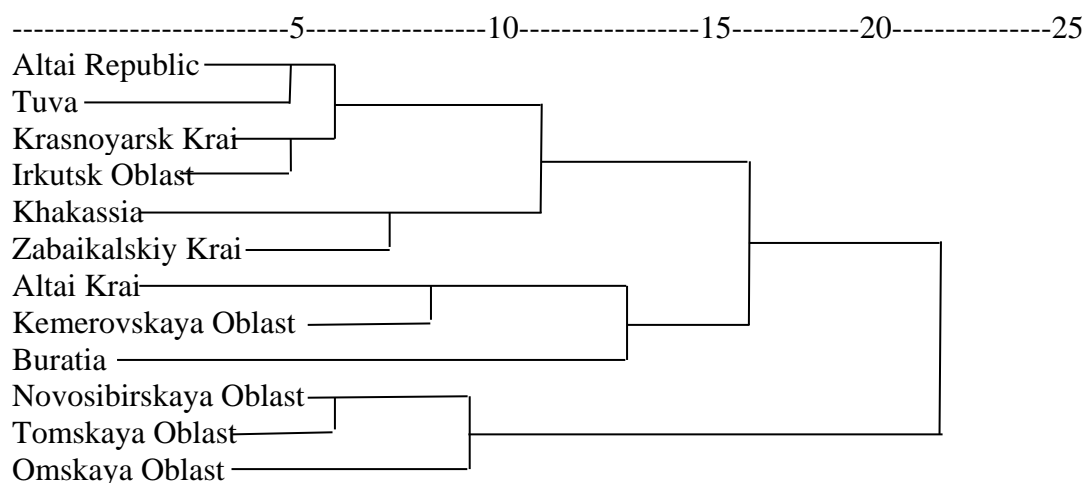 ---------------------------5-----------------10-----------------15------------20---------------25
Altai Republic
Tuva
Krasnoyarsk Krai
Irkutsk Oblast
Khakassia
Zabaikalskiy Krai
Altai Krai
Kemerovskaya Oblast
Buratia
Novosibirskaya Oblast
Tomskaya Oblast
Omskaya Oblast